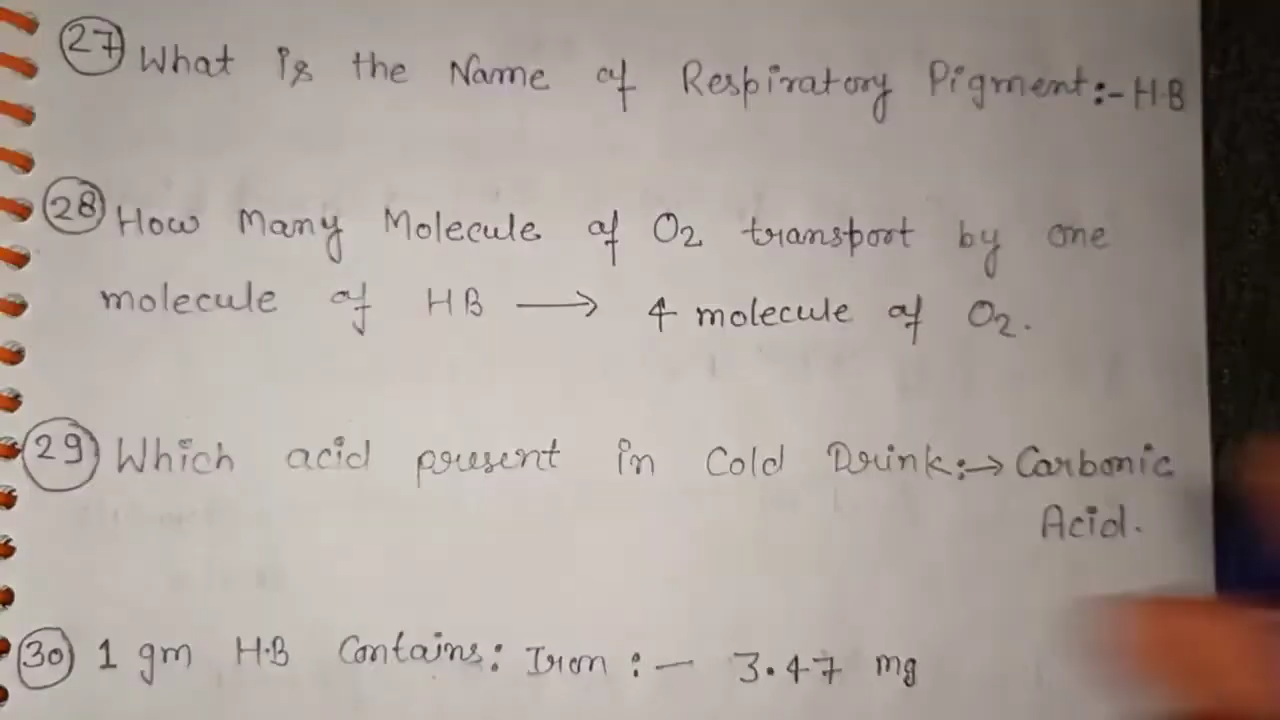 27 What is the Name of Respiratory Pigment:- H.B
28 How Many Molecule of O2 transport by one
molecule of HB → 4 molecule of O2.
29 Which acid present in Cold Drink:→ Carbonic
Acid.
30 1 gm H.B Contains: Iron :- 3.47 mg